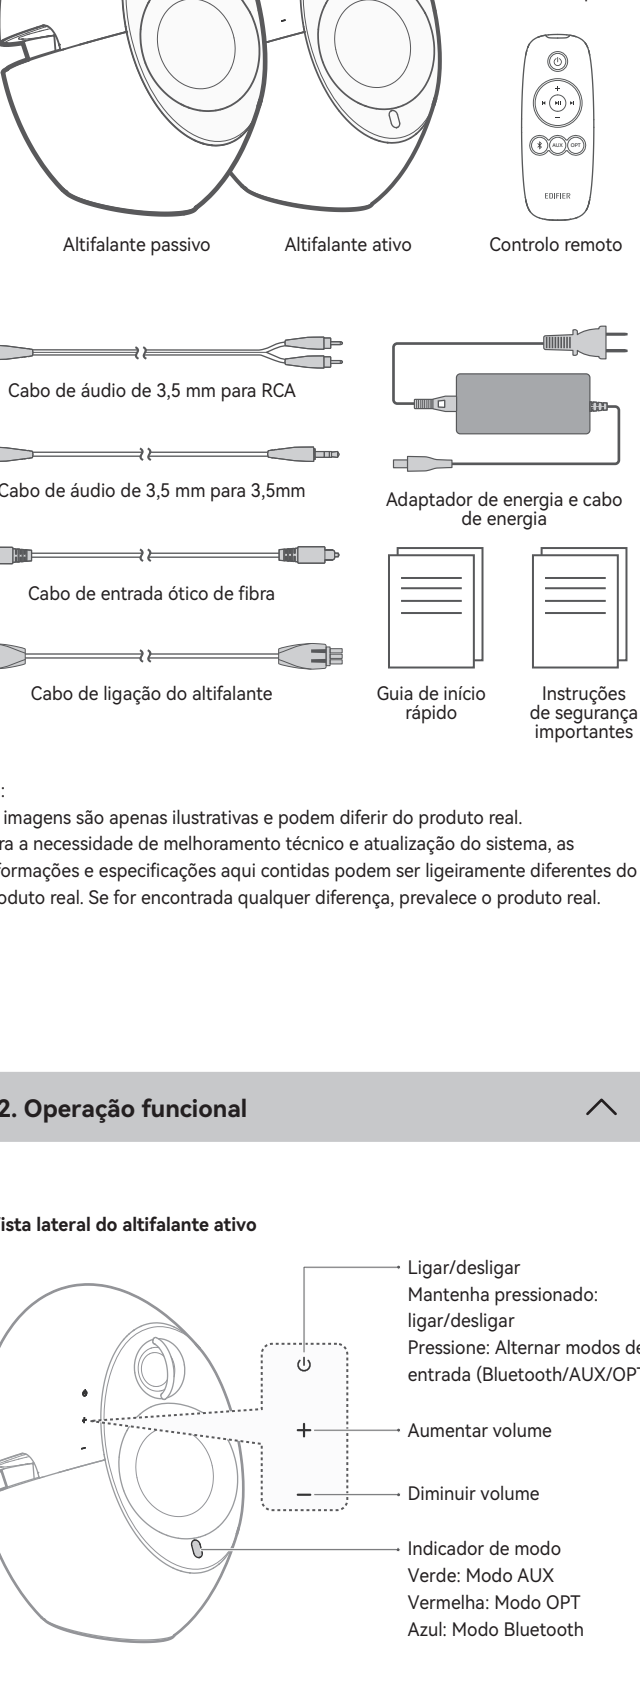 AUX
OPT
EDIFIER
Altifalante passivo
Altifalante ativo
Controlo remoto
Cabo de áudio de 3,5 mm para RCA
Cabo de áudio de 3,5 mm para 3,5mm
Adaptador de energia e cabo
de energia
Cabo de entrada ótico de fibra
Cabo de ligação do altifalante
Guia de início
rápido
Instruções
de segurança
importantes
:
imagens são apenas ilustrativas e podem diferir do produto real.
a necessidade de melhoramento técnico e atualização do sistema, as
e especificações aqui contidas podem ser ligeiramente diferentes do
real. Se for encontrada qualquer diferença, prevalece o produto real.
2. Operação funcional
lateral do altifalante ativo
Ligar/desligar
Mantenha pressionado:
ligar/desligar
Pressione: Alternar modos de
entrada (Bluetooth/AUX/OPT
Aumentar volume
Diminuir volume
Indicador de modo
Verde: Modo AUX
Vermelha: Modo OPT
Azul: Modo Bluetooth